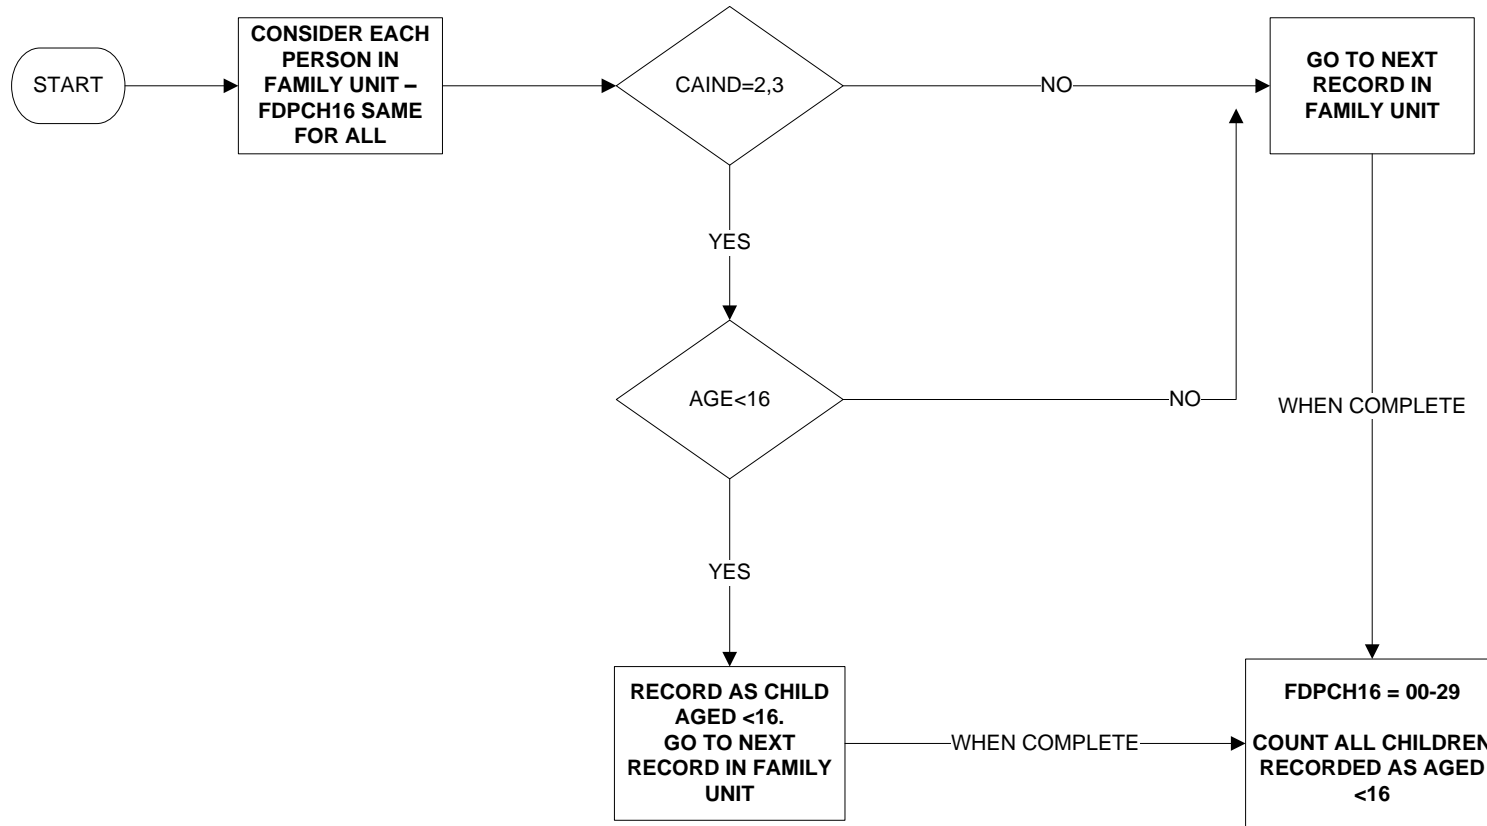 START
CONSIDER EACH
PERSON IN
FAMILY UNIT –
FDPCH16 SAME
FOR ALL
CAIND=2,3
NO
GO TO NEXT
RECORD IN
FAMILY UNIT
YES
AGE<16
NO
WHEN COMPLETE
YES
RECORD AS CHILD
AGED <16.
GO TO NEXT
RECORD IN FAMILY
UNIT
WHEN COMPLETE
FDPCH16 = 00-29
COUNT ALL CHILDREN
RECORDED AS AGED
<16